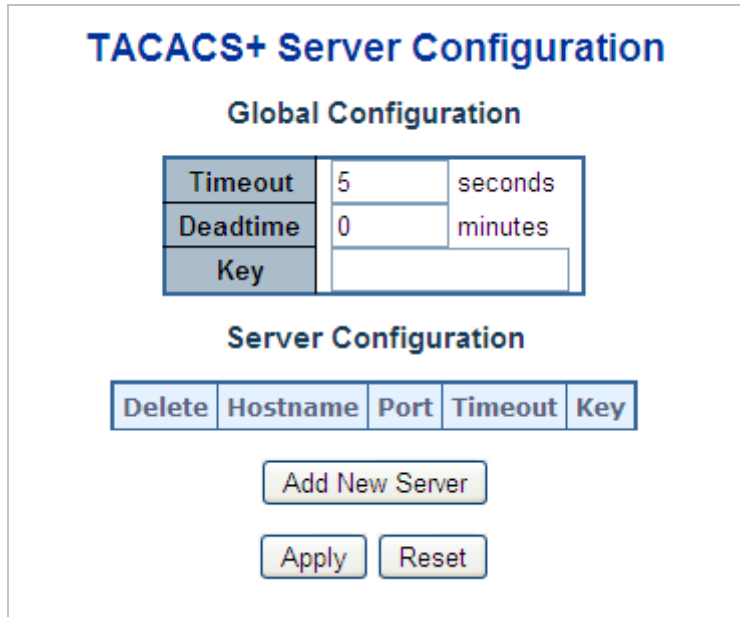 TACACS+ Server Configuration
Global Configuration
Timeout 5 seconds
Deadtime 0 minutes
Key
Server Configuration
Delete Hostname Port Timeout Key
Add New Server
Apply Reset